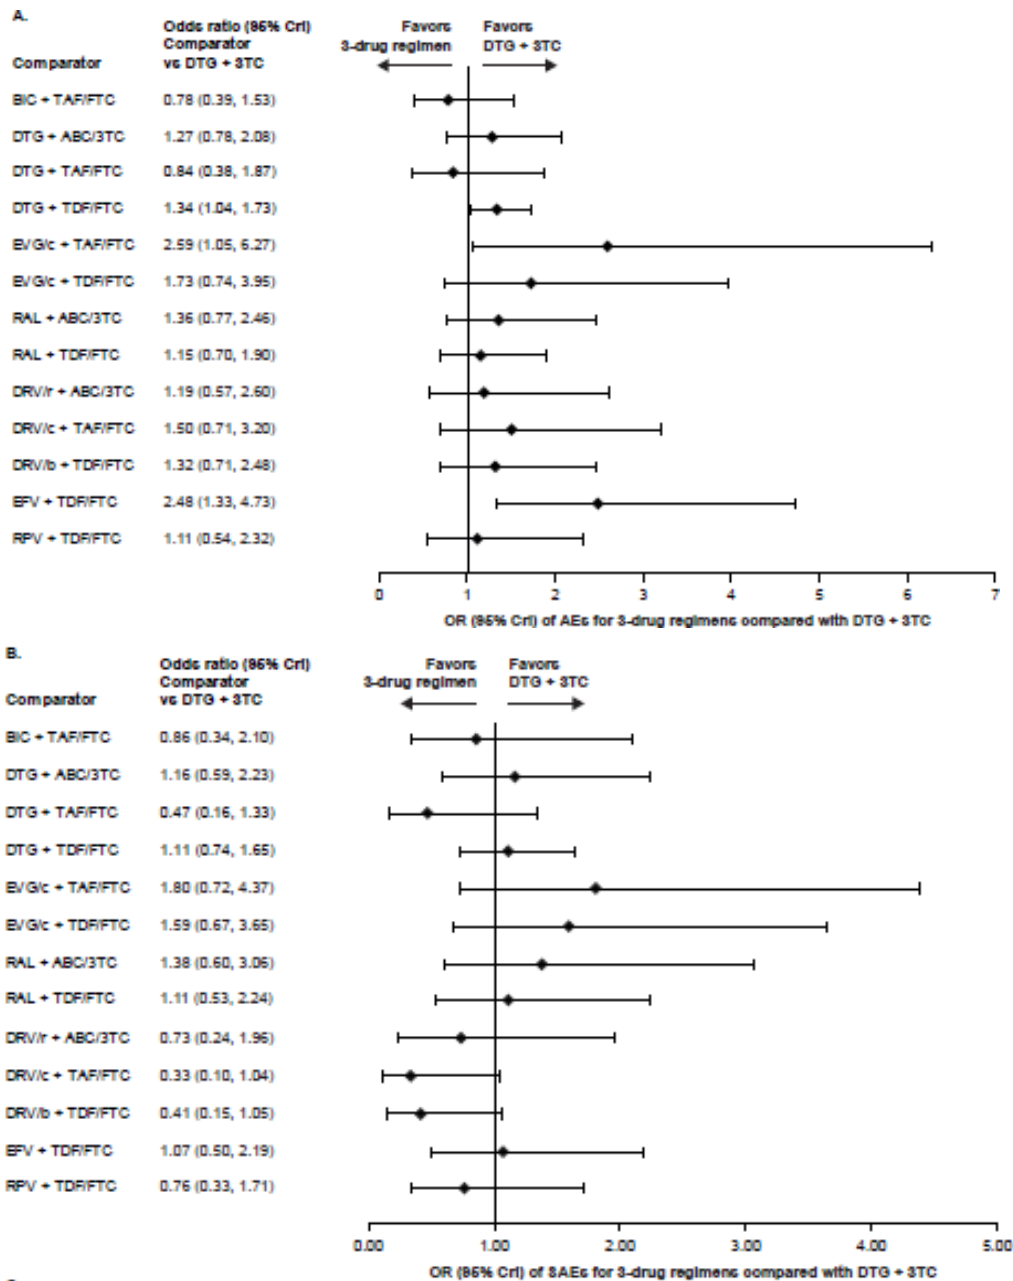 A.
Odds ratio (95% CrI)
Comparator
Comparator vs DTG + 3TC
Favors
3-drug regimen
Favors
DTG + 3TC
BIC + TAF/FTC 0.78 (0.39, 1.53)
DTG + ABC/3TC 1.27 (0.78, 2.08)
DTG + TAF/FTC 0.84 (0.38, 1.87)
DTG + TDF/FTC 1.34 (1.04, 1.73)
EVG/c + TAF/FTC 2.59 (1.05, 6.27)
EVG/c + TDF/FTC 1.73 (0.74, 3.95)
RAL + ABC/3TC 1.36 (0.77, 2.46)
RAL + TDF/FTC 1.15 (0.70, 1.90)
DRV/r + ABC/3TC 1.19 (0.57, 2.60)
DRV/c + TAF/FTC 1.50 (0.71, 3.20)
DRV/b + TDF/FTC 1.32 (0.71, 2.48)
EFV + TDF/FTC 2.48 (1.33, 4.73)
RPV + TDF/FTC 1.11 (0.54, 2.32)
0 1 2 3 4 5 6 7
OR (95% CrI) of AEs for 3-drug regimens compared with DTG + 3TC
B.
Odds ratio (95% CrI)
Comparator
Comparator vs DTG + 3TC
Favors
3-drug regimen
Favors
DTG + 3TC
BIC + TAF/FTC 0.86 (0.34, 2.10)
DTG + ABC/3TC 1.16 (0.59, 2.23)
DTG + TAF/FTC 0.47 (0.16, 1.33)
DTG + TDF/FTC 1.11 (0.74, 1.65)
EVG/c + TAF/FTC 1.80 (0.72, 4.37)
EVG/c + TDF/FTC 1.59 (0.67, 3.65)
RAL + ABC/3TC 1.38 (0.60, 3.06)
RAL + TDF/FTC 1.11 (0.53, 2.24)
DRV/r + ABC/3TC 0.73 (0.24, 1.96)
DRV/c + TAF/FTC 0.33 (0.10, 1.04)
DRV/b + TDF/FTC 0.41 (0.15, 1.05)
EFV + TDF/FTC 1.07 (0.50, 2.19)
RPV + TDF/FTC 0.76 (0.33, 1.71)
0.00 1.00 2.00 3.00 4.00 5.00
OR (95% CrI) of SAEs for 3-drug regimens compared with DTG + 3TC